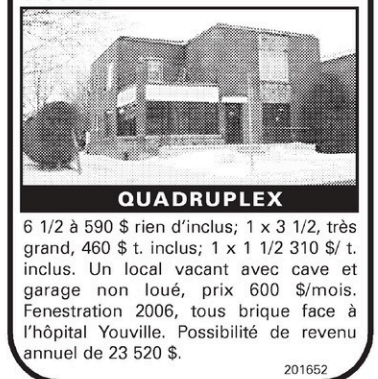 QUADRUPLEX
6 1/2 à 590 $ rien d'inclus; 1 x 3 1/2, très
grand, 460 $ t. inclus; 1 x 1 1/2 310 $/ t.
inclus. Un local vacant avec cave et
garage non loué, prix 600 $/mois.
Fenestration 2006, tous brique face à
l'hôpital Youville. Possibilité de revenu
annuel de 23 520 $.
201652